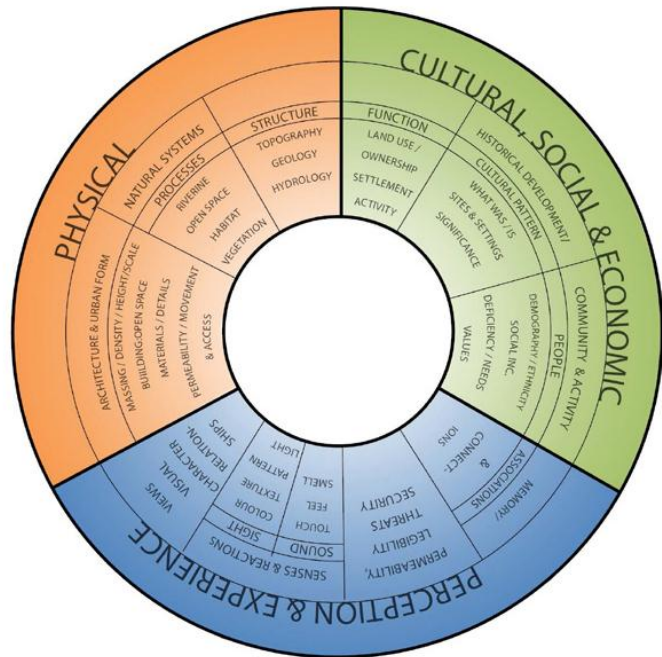 PHYSICAL
STRUCTURE
TOPOGRAPHY
GEOLOGY
HYDROLOGY
NATURAL SYSTEMS
PROCESSES
RIVERINE
OPEN SPACE
HABITAT
VEGETATION
ARCHITECTURE & URBAN FORM
MASSING / DENSITY / HEIGHT/SCALE
BUIILDING:OPEN SPACE
MATERIALS / DETAILS
PERMEABILITY / MOVEMENT
& ACCESS
CULTURAL, SOCIAL & ECONOMIC
FUNCTION
LAND USE /
OWNERSHIP
SETTLEMENT
ACTIVITY
HISTORICAL DEVELOPMENT/
CULTURAL PATTERN
WHAT WAS / IS
SITES & SETTINGS
SIGNIFICANCE
COMMUNITY & ACTIVITY
PEOPLE
DEMOGRAPHY / ETHNICITY
SOCIAL INC.
DEFICIENCY / NEEDS
VALUES
PERCEPTION & EXPERIENCE
MEMORY/
ASSOCIATIONS
&
CONNECT-
IONS
PERMEABILITY,
LEGIBILITY
THREATS
SECURITY
SENSES & REACTIONS
SOUND
TOUCH
FEEL
SMELL
SIGHT
COLOUR
TEXTURE
PATTERN
LIGHT
VIEWS
VISUAL
CHARACTER
RELATION-
SHIPS